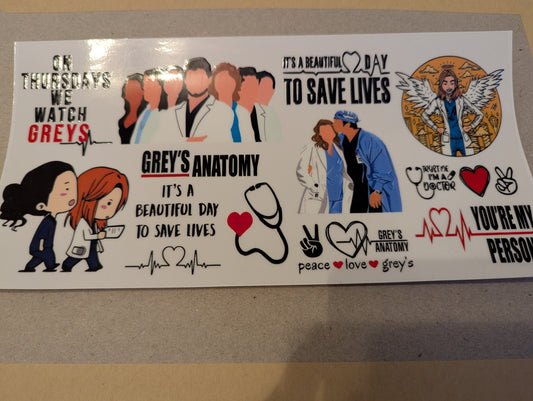 ON
THURSDAYS
WE
WATCH
GREYS
IT'S A BEAUTIFUL DAY
TO SAVE LIVES
GREY'S ANATOMY
IT'S A
BEAUTIFUL DAY
TO SAVE LIVES
TRUST ME
I'M A
DOCTOR
GREY'S
ANATOMY
peace love grey's
YOU'RE MY
PERSON